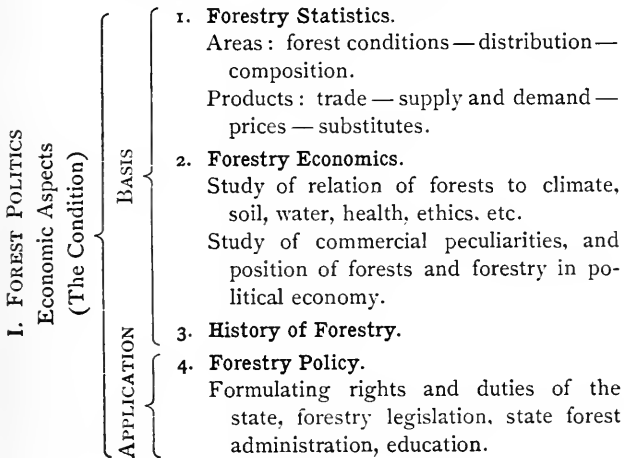 I. FOREST POLITICS
Economic Aspects
(The Condition)
BASIS
1. Forestry Statistics.
Areas: forest conditions — distribution —
composition.
Products: trade — supply and demand —
prices — substitutes.
2. Forestry Economics.
Study of relation of forests to climate,
soil, water, health, ethics. etc.
Study of commercial peculiarities, and
position of forests and forestry in po-
litical economy.
3. History of Forestry.
APPLICATION
4. Forestry Policy.
Formulating rights and duties of the
state, forestry legislation. state forest
administration, education.